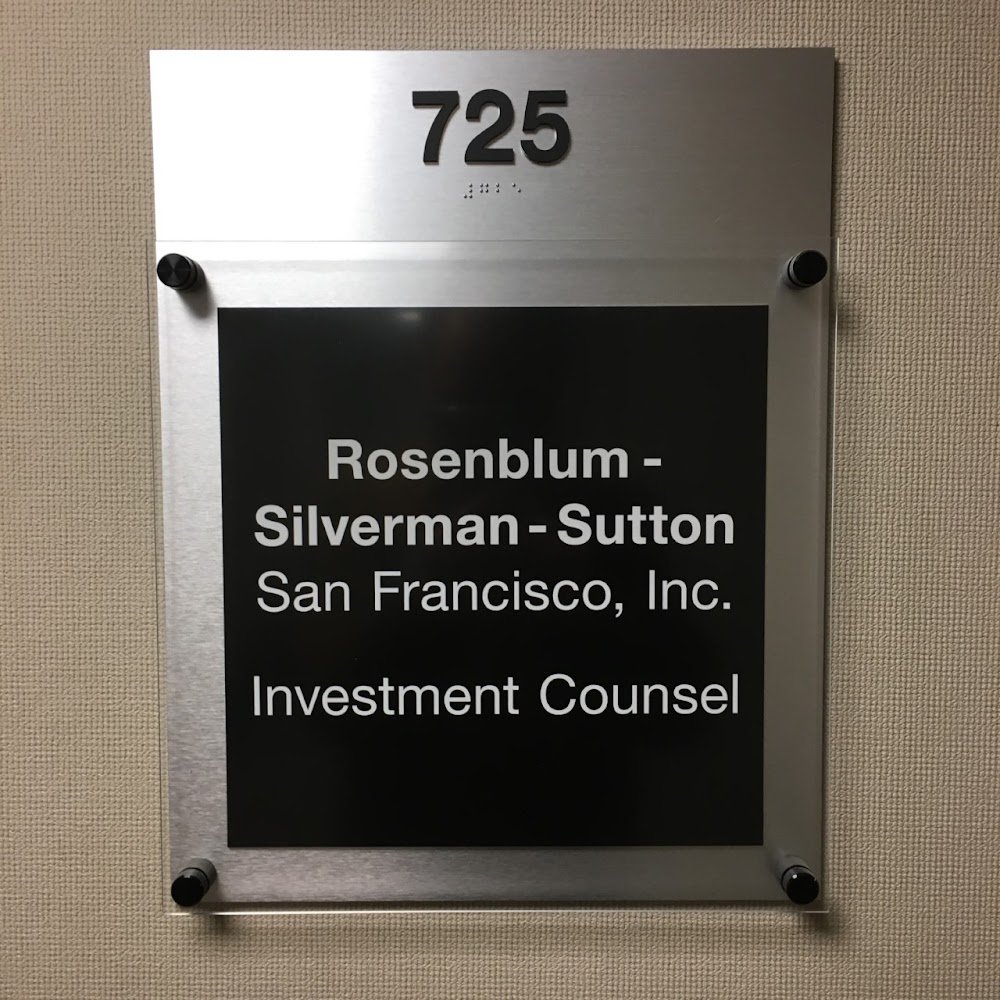 725
⠼⠛⠃⠑
Rosenblum -
Silverman - Sutton
San Francisco, Inc.
Investment Counsel